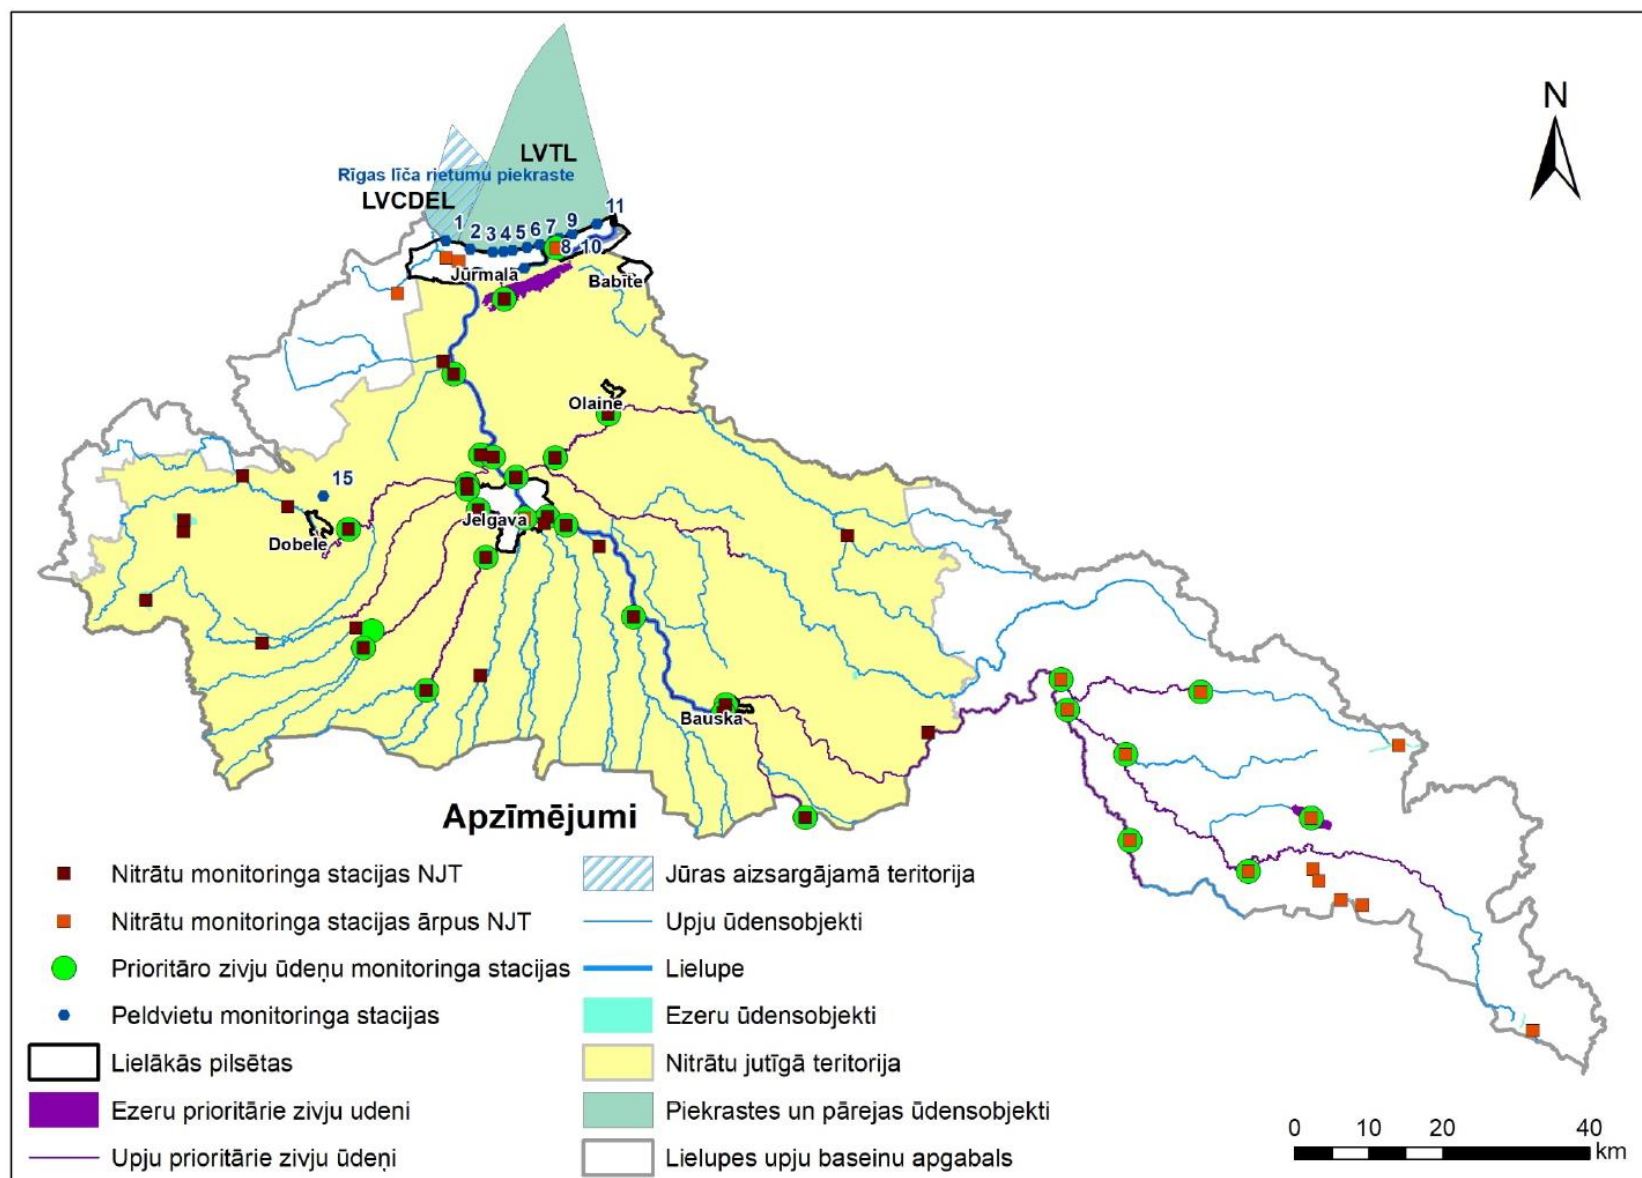 N
LVTL
Rīgas līča rietumu piekraste
LVCDEL
1
2
3
4
5
6
7
9
11
8
10
Jūrmala
Babīte
Olaine
15
Jelgava
Dobele
Bauska
Apzīmējumi
Nitrātu monitoringa stacijas NJT
Nitrātu monitoringa stacijas ārpus NJT
Prioritāro zivju ūdeņu monitoringa stacijas
Peldvietu monitoringa stacijas
Lielākās pilsētas
Ezeru prioritārie zivju udeni
Upju prioritārie zivju ūdeņi
Jūras aizsargājamā teritorija
Upju ūdensobjekti
Lielupe
Ezeru ūdensobjekti
Nitrātu jutīgā teritorija
Piekrastes un pārejas ūdensobjekti
Lielupes upju baseinu apgabals
0 10 20 40
km